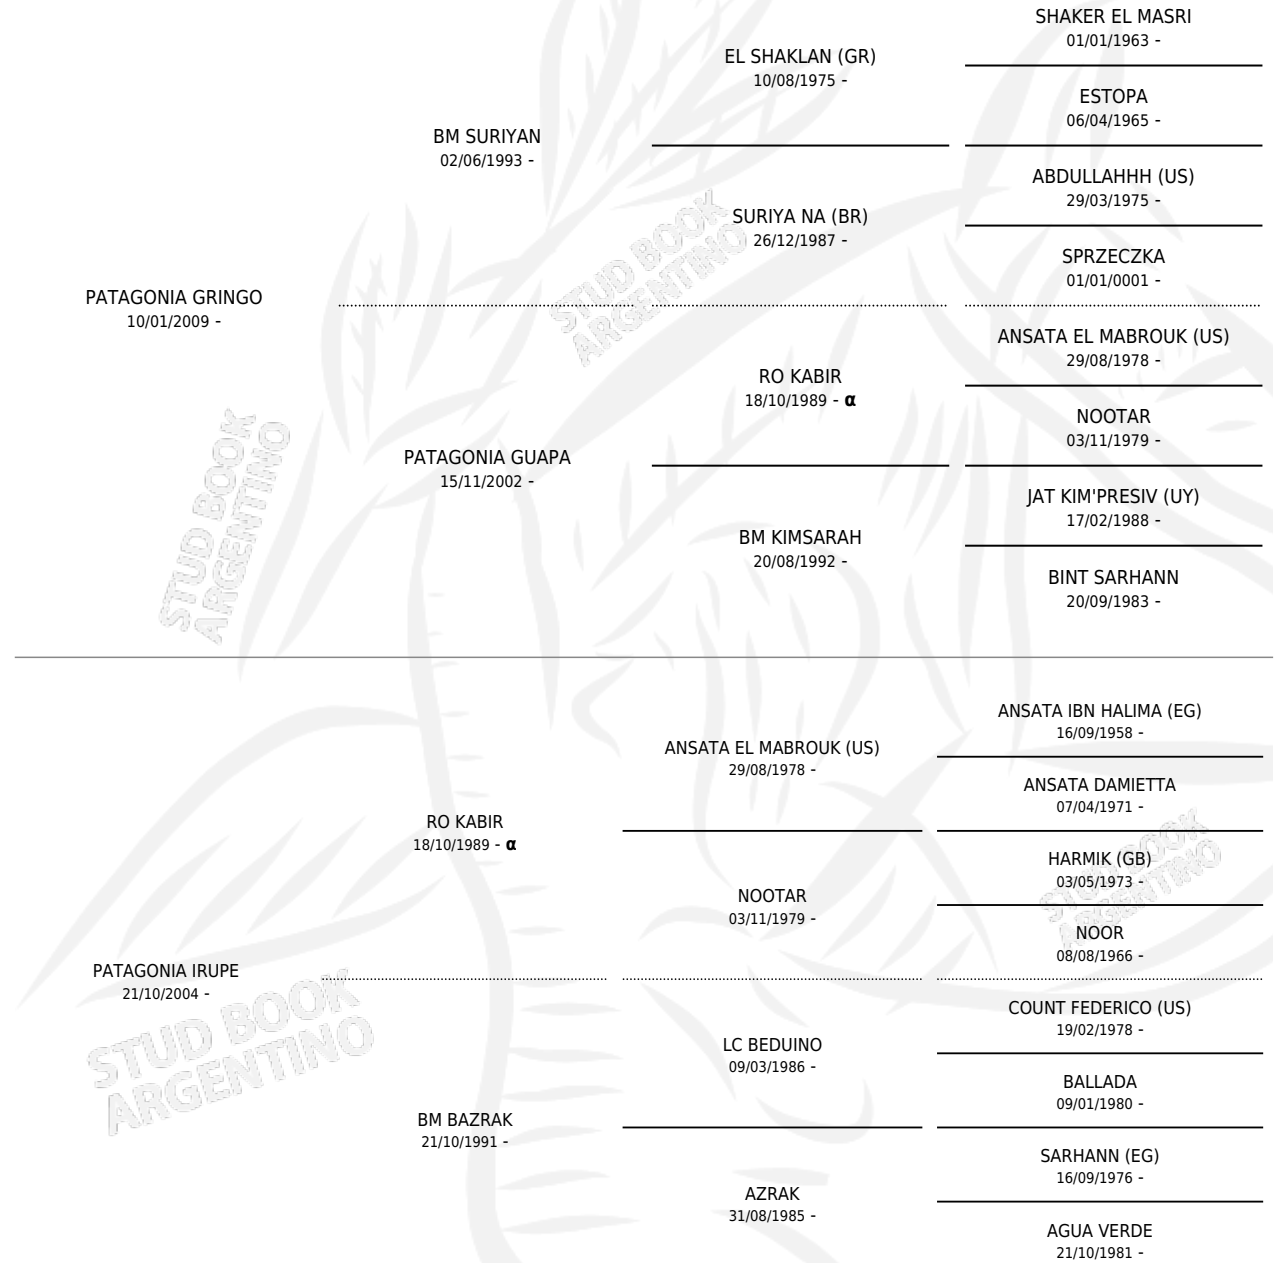 SHAKER EL MASRI
01/01/1963 -
EL SHAKLAN (GR)
10/08/1975 -
ESTOPA
06/04/1965 -
BM SURIYAN
02/06/1993 -
ABDULLAHHH (US)
29/03/1975 -
SURIYA NA (BR)
26/12/1987 -
SPRZECZKA
01/01/0001 -
PATAGONIA GRINGO
10/01/2009 -
ANSATA EL MABROUK (US)
29/08/1978 -
RO KABIR
18/10/1989 - α
NOOTAR
03/11/1979 -
PATAGONIA GUAPA
15/11/2002 -
JAT KIM'PRESIV (UY)
17/02/1988 -
BM KIMSARAH
20/08/1992 -
BINT SARHANN
20/09/1983 -
ANSATA IBN HALIMA (EG)
16/09/1958 -
ANSATA EL MABROUK (US)
29/08/1978 -
ANSATA DAMIETTA
07/04/1971 -
RO KABIR
18/10/1989 - α
HARMIK (GB)
03/05/1973 -
NOOTAR
03/11/1979 -
NOOR
08/08/1966 -
PATAGONIA IRUPE
21/10/2004 -
COUNT FEDERICO (US)
19/02/1978 -
LC BEDUINO
09/03/1986 -
BALLADA
09/01/1980 -
BM BAZRAK
21/10/1991 -
SARHANN (EG)
16/09/1976 -
AZRAK
31/08/1985 -
AGUA VERDE
21/10/1981 -
STUD BOOK
ARGENTINO
STUD BOOK
ARGENTINO
STUD BOOK
ARGENTINO
STUD BOOK
ARGENTINO